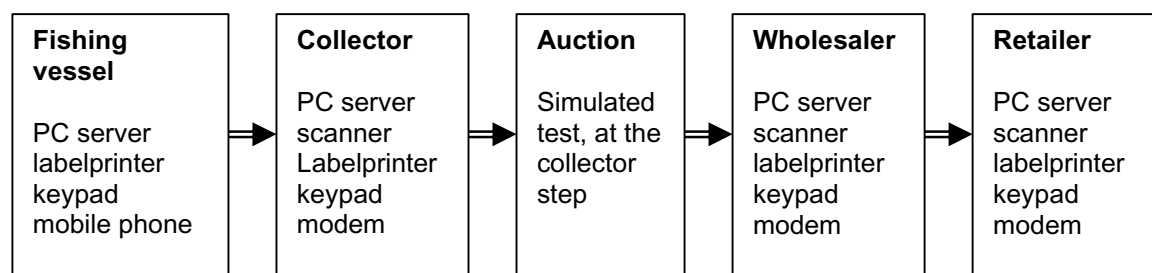 Fishing
vessel
PC server
labelprinter
keypad
mobile phone
Collector
PC server
scanner
Labelprinter
keypad
modem
Auction
Simulated
test, at the
collector
step
Wholesaler
PC server
scanner
labelprinter
keypad
modem
Retailer
PC server
scanner
labelprinter
keypad
modem